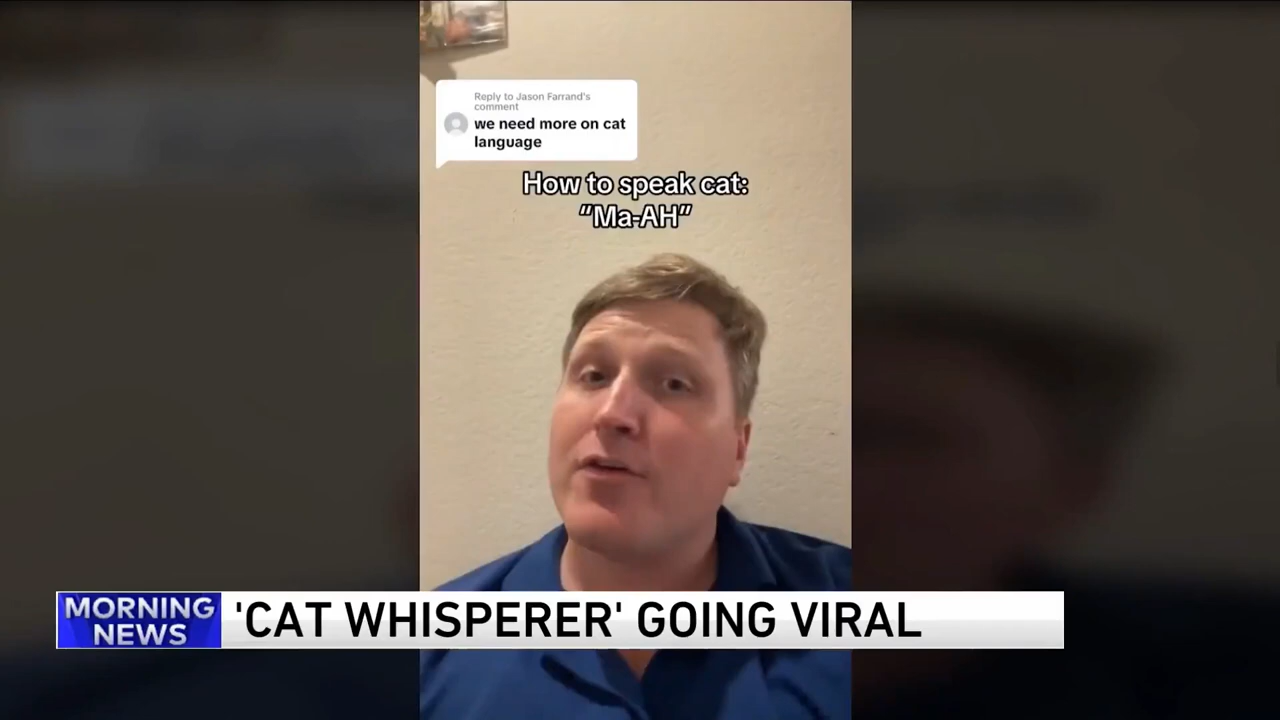 Reply to Jason Farrand's
comment
we need more on cat
language
How to speak cat:
"Ma-AH"
MORNING
NEWS
'CAT WHISPERER' GOING VIRAL